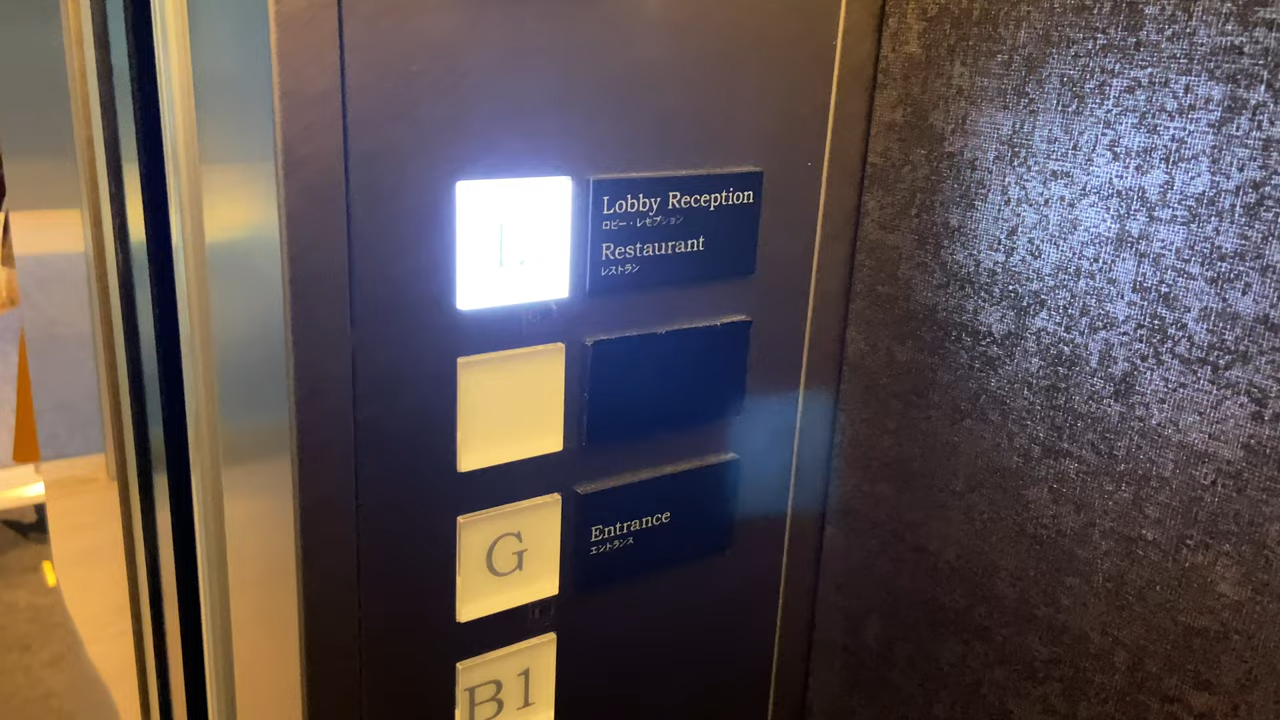 L
Lobby Reception
ロビー・レセプション
Restaurant
レストラン
G
Entrance
エントランス
B1